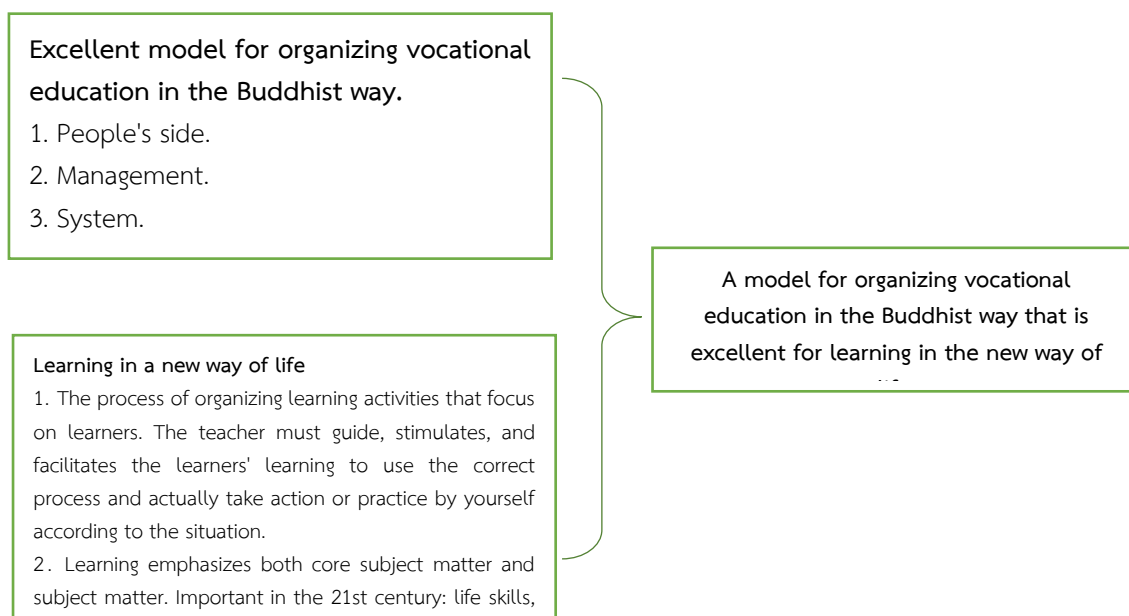 Excellent model for organizing vocational
education in the Buddhist way.
1. People's side.
2. Management.
3. System.
Learning in a new way of life
1. The process of organizing learning activities that focus
on learners. The teacher must guide, stimulates, and
facilitates the learners' learning to use the correct
process and actually take action or practice by yourself
according to the situation.
2. Learning emphasizes both core subject matter and
subject matter. Important in the 21st century: life skills,
A model for organizing vocational
education in the Buddhist way that is
excellent for learning in the new way of